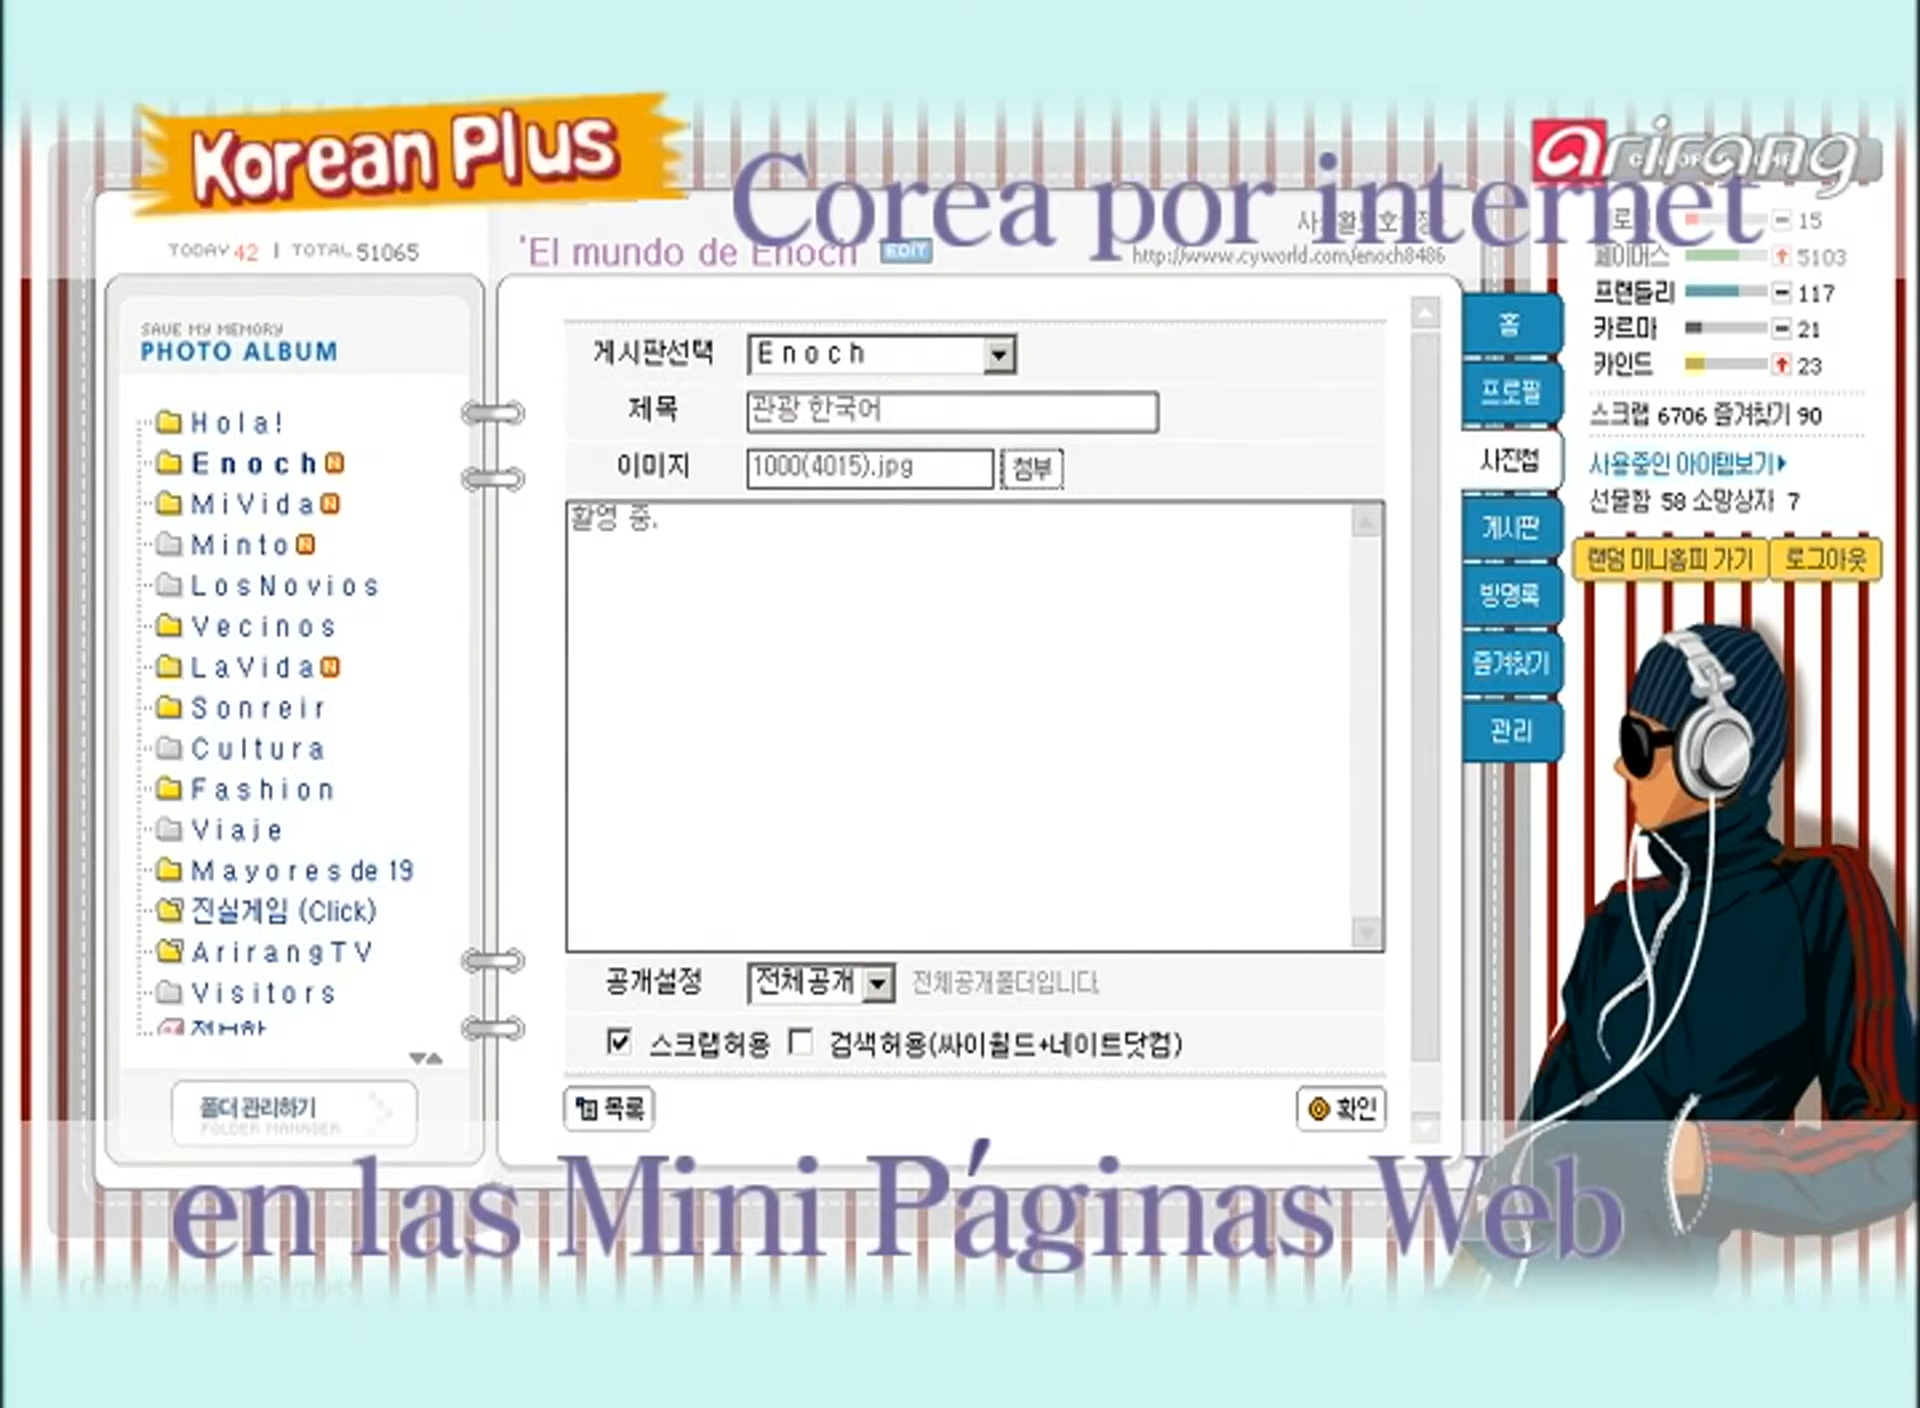 Korean Plus
Corea por internet
arirang
TODAY 42 | TOTAL 51065
'El mundo de Enoch
EDIT
http://www.cyworld.com/enoch8486
15
페이머스 5103
프랜들리 117
카르마 21
카인드 23
스크랩 6706 즐겨찾기 90
사용중인 아이템보기
선물함 58 소망상자 7
랜덤 미니홈피 가기
로그아웃
SAVE MY MEMORY
PHOTO ALBUM
Hola!
Enoch N
MiVida N
Minto N
LosNovios
Vecinos
LaVida N
Sonreir
Cultura
Fashion
Viaje
Mayores de 19
진실게임 (Click)
ArirangTV
Visitors
폴더 관리하기
FOLDER MANAGER
게시판선택 Enoch
제목 관광 한국어
이미지 1000(4015).jpg 첨부
촬영 중.
공개설정 전체공개 전체공개폴더입니다.
스크랩허용 검색허용(싸이월드+네이트닷컴)
목록
확인
홈
프로필
사진첩
게시판
방명록
즐겨찾기
관리
en las Mini Páginas Web